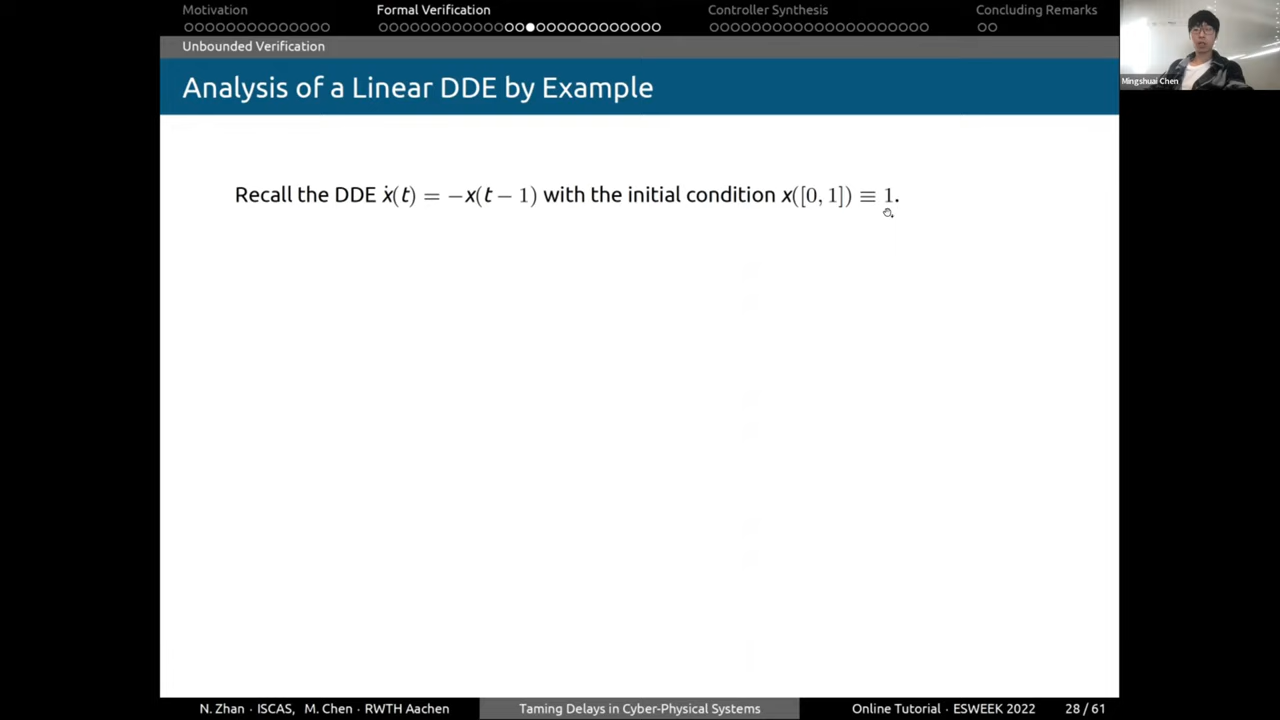 Motivation Formal Verification Controller Synthesis Concluding Remarks
Unbounded Verification
Analysis of a Linear DDE by Example
Recall the DDE ẋ(t) = −x(t − 1) with the initial condition x([0, 1]) ≡ 1.
Mingshuai Chen
N. Zhan · ISCAS, M. Chen · RWTH Aachen Taming Delays in Cyber-Physical Systems Online Tutorial · ESWEEK 2022 28 / 61